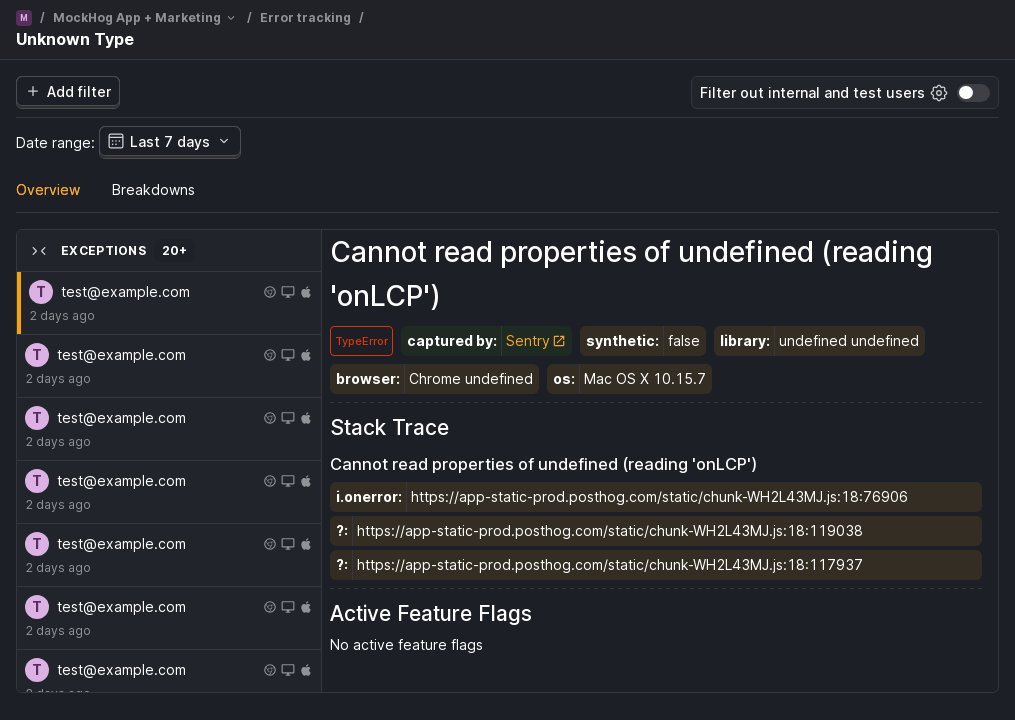 M / MockHog App + Marketing / Error tracking /
Unknown Type
Add filter
Filter out internal and test users
Date range: Last 7 days
Overview
Breakdowns
EXCEPTIONS 20+
T test@example.com
2 days ago
T test@example.com
2 days ago
T test@example.com
2 days ago
T test@example.com
2 days ago
T test@example.com
2 days ago
T test@example.com
2 days ago
T test@example.com
2 days ago
Cannot read properties of undefined (reading
'onLCP')
TypeError captured by: Sentry synthetic: false library: undefined undefined
browser: Chrome undefined os: Mac OS X 10.15.7
Stack Trace
Cannot read properties of undefined (reading 'onLCP')
i.onerror: https://app-static-prod.posthog.com/static/chunk-WH2L43MJ.js:18:76906
?: https://app-static-prod.posthog.com/static/chunk-WH2L43MJ.js:18:119038
?: https://app-static-prod.posthog.com/static/chunk-WH2L43MJ.js:18:117937
Active Feature Flags
No active feature flags